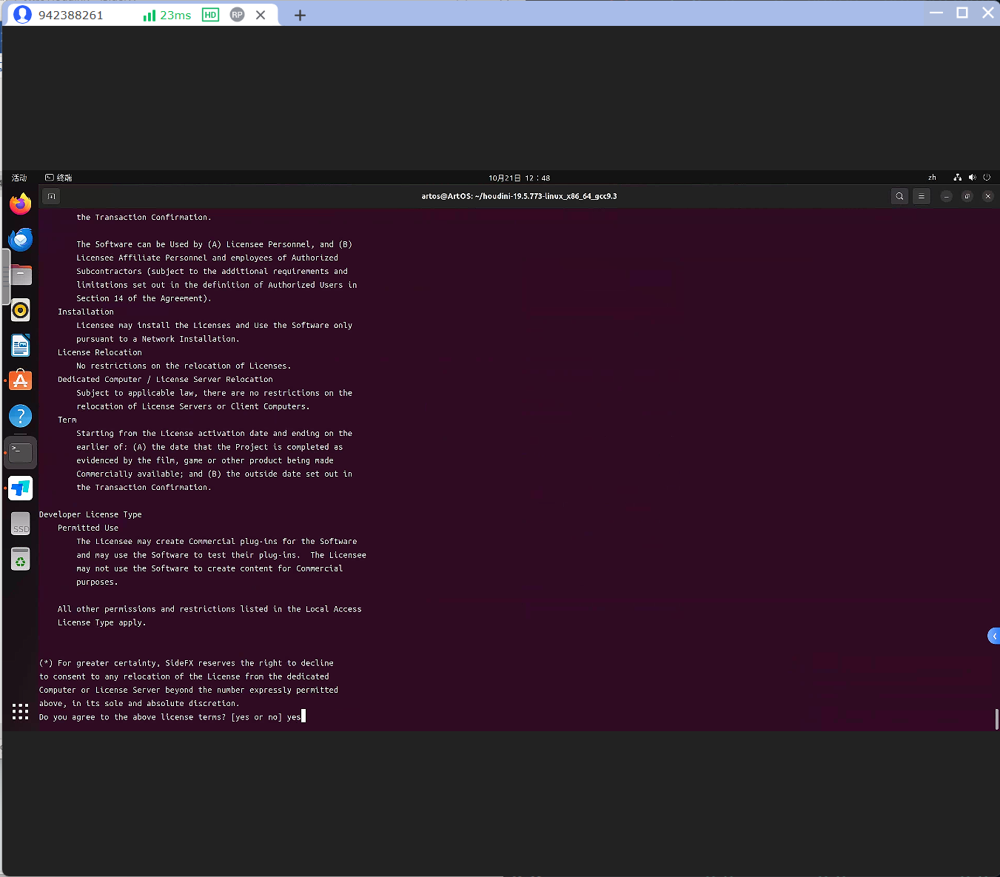 942388261
23ms
HD
RP
活动
终端
10月21日 12：48
zh
artos@ArtOS: ~/houdini-19.5.773-linux_x86_64_gcc9.3
the Transaction Confirmation.
The Software can be Used by (A) Licensee Personnel, and (B)
Licensee Affiliate Personnel and employees of Authorized
Subcontractors (subject to the additional requirements and
limitations set out in the definition of Authorized Users in
Section 14 of the Agreement).
Installation
Licensee may install the Licenses and Use the Software only
pursuant to a Network Installation.
License Relocation
No restrictions on the relocation of Licenses.
Dedicated Computer / License Server Relocation
Subject to applicable law, there are no restrictions on the
relocation of License Servers or Client Computers.
Term
Starting from the License activation date and ending on the
earlier of: (A) the date that the Project is completed as
evidenced by the film, game or other product being made
Commercially available; and (B) the outside date set out in
the Transaction Confirmation.
Developer License Type
Permitted Use
The Licensee may create Commercial plug-ins for the Software
and may use the Software to test their plug-ins.  The Licensee
may not use the Software to create content for Commercial
purposes.
All other permissions and restrictions listed in the Local Access
License Type apply.
(*) For greater certainty, SideFX reserves the right to decline
to consent to any relocation of the License from the dedicated
Computer or License Server beyond the number expressly permitted
above, in its sole and absolute discretion.
Do you agree to the above license terms? [yes or no] yes
SSD